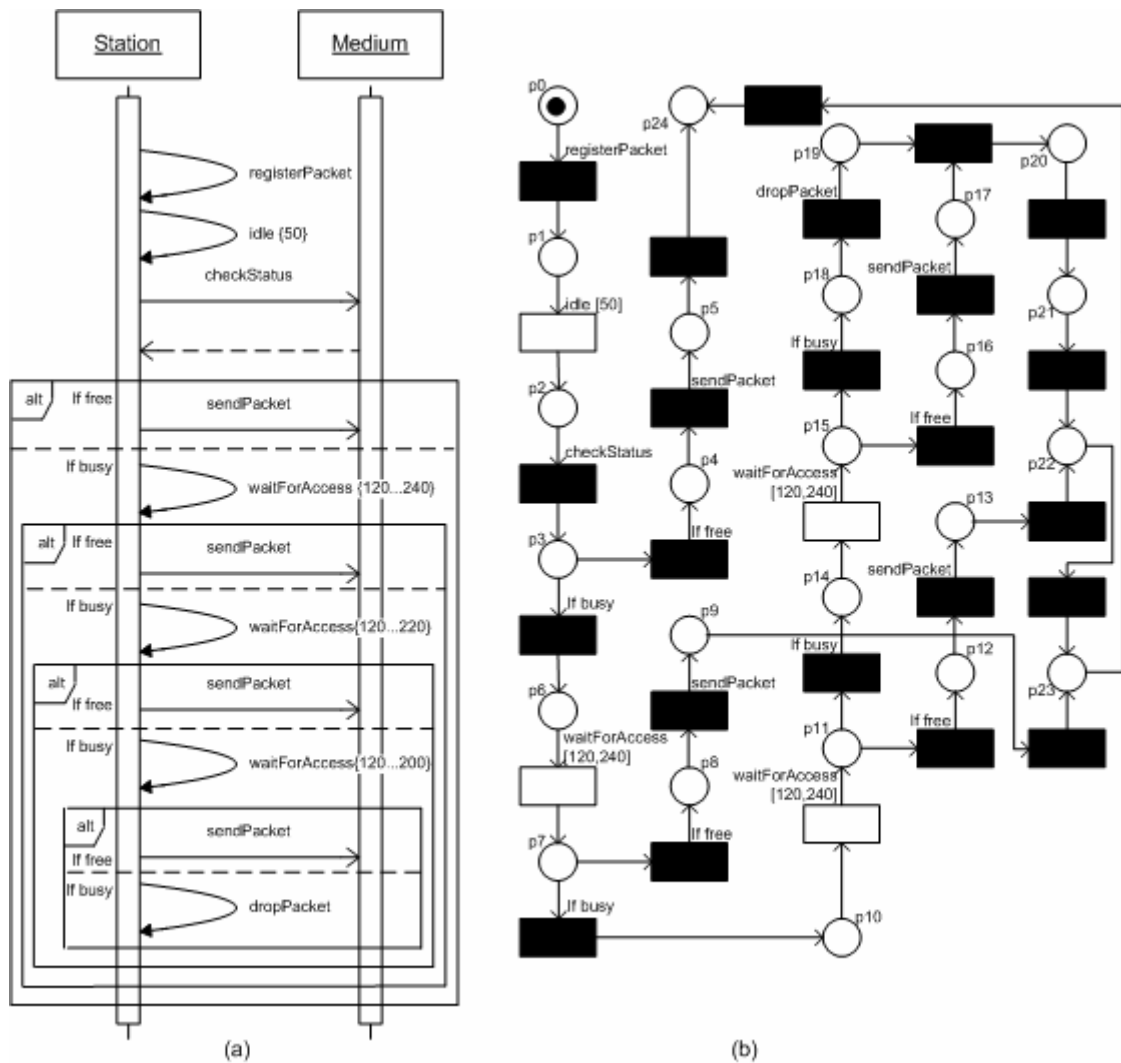 Station
Medium
registerPacket
idle {50}
checkStatus
alt
If free
sendPacket
If busy
waitForAccess {120...240}
alt
If free
sendPacket
If busy
waitForAccess{120...220}
alt
sendPacket
If free
If busy
waitForAccess{120...200}
alt
sendPacket
If free
If busy
dropPacket
(a)
p0
registerPacket
p1
idle [50]
p2
checkStatus
p3
If busy
p6
waitForAccess
[120,240]
p7
If busy
p24
p5
sendPacket
p4
If free
p9
sendPacket
p8
If free
p19
dropPacket
p18
If busy
p15
waitForAccess
[120,240]
p14
If busy
p11
waitForAccess
[120,240]
p10
p17
sendPacket
p16
If free
p13
sendPacket
p12
If free
p20
p21
p22
p23
(b)